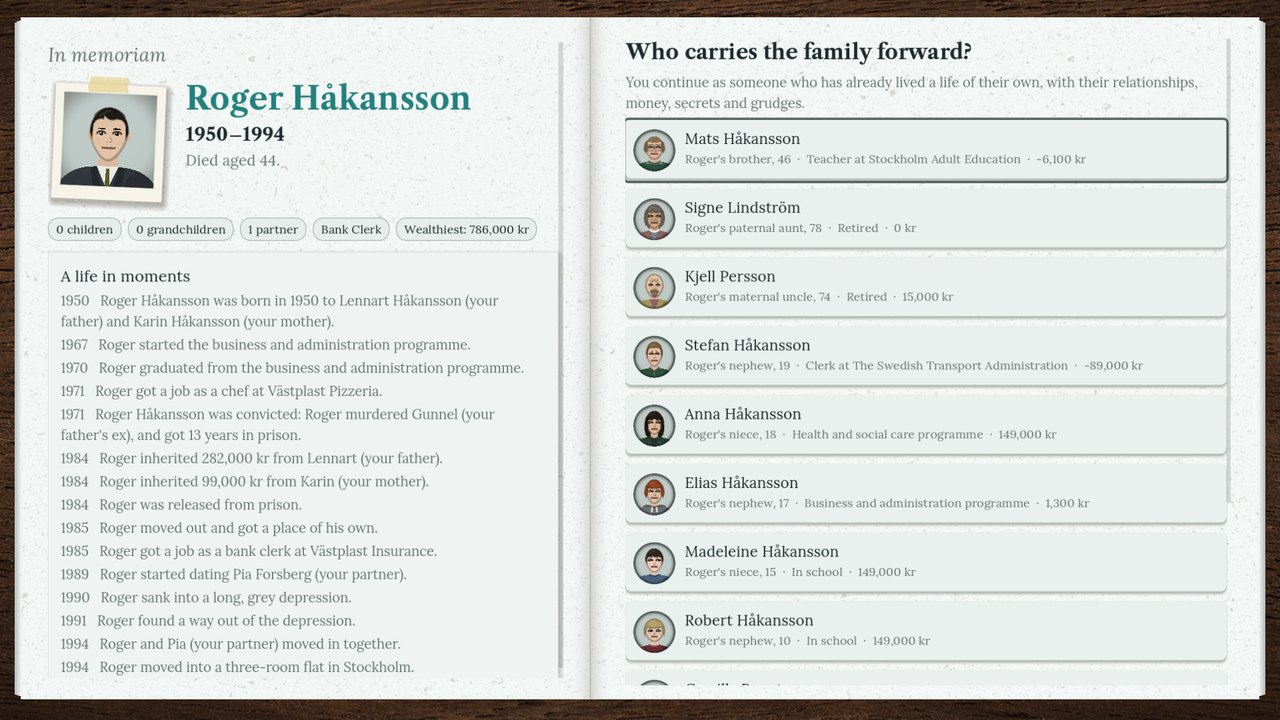 In memoriam
Roger Håkansson
1950–1994
Died aged 44.
0 children
0 grandchildren
1 partner
Bank Clerk
Wealthiest: 786,000 kr
A life in moments
1950 Roger Håkansson was born in 1950 to Lennart Håkansson (your
father) and Karin Håkansson (your mother).
1967 Roger started the business and administration programme.
1970 Roger graduated from the business and administration programme.
1971 Roger got a job as a chef at Västplast Pizzeria.
1971 Roger Håkansson was convicted: Roger murdered Gunnel (your
father's ex), and got 13 years in prison.
1984 Roger inherited 282,000 kr from Lennart (your father).
1984 Roger inherited 99,000 kr from Karin (your mother).
1984 Roger was released from prison.
1985 Roger moved out and got a place of his own.
1985 Roger got a job as a bank clerk at Västplast Insurance.
1989 Roger started dating Pia Forsberg (your partner).
1990 Roger sank into a long, grey depression.
1991 Roger found a way out of the depression.
1994 Roger and Pia (your partner) moved in together.
1994 Roger moved into a three-room flat in Stockholm.
Who carries the family forward?
You continue as someone who has already lived a life of their own, with their relationships,
money, secrets and grudges.
Mats Håkansson
Roger's brother, 46 · Teacher at Stockholm Adult Education · -6,100 kr
Signe Lindström
Roger's paternal aunt, 78 · Retired · 0 kr
Kjell Persson
Roger's maternal uncle, 74 · Retired · 15,000 kr
Stefan Håkansson
Roger's nephew, 19 · Clerk at The Swedish Transport Administration · -89,000 kr
Anna Håkansson
Roger's niece, 18 · Health and social care programme · 149,000 kr
Elias Håkansson
Roger's nephew, 17 · Business and administration programme · 1,300 kr
Madeleine Håkansson
Roger's niece, 15 · In school · 149,000 kr
Robert Håkansson
Roger's nephew, 10 · In school · 149,000 kr